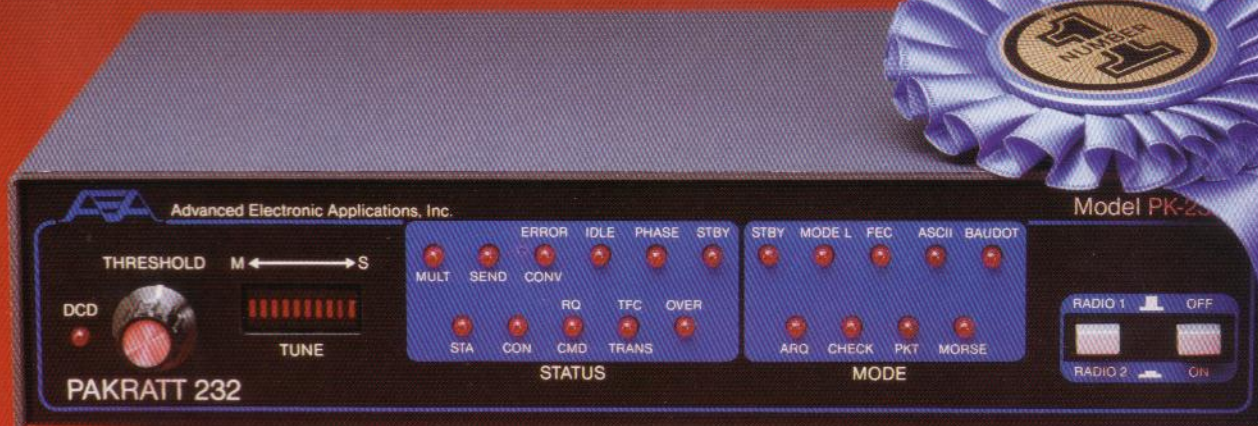 1
NUMBER
AEA
Advanced Electronic Applications, Inc.
Model PK-23
THRESHOLD M S
DCD
TUNE
PAKRATT 232
ERROR IDLE PHASE STBY
MULT SEND CONV
RQ TFC OVER
STA CON CMD TRANS
STATUS
STBY MODE L FEC ASCII BAUDOT
ARQ CHECK PKT MORSE
MODE
RADIO 1 OFF
RADIO 2 ON